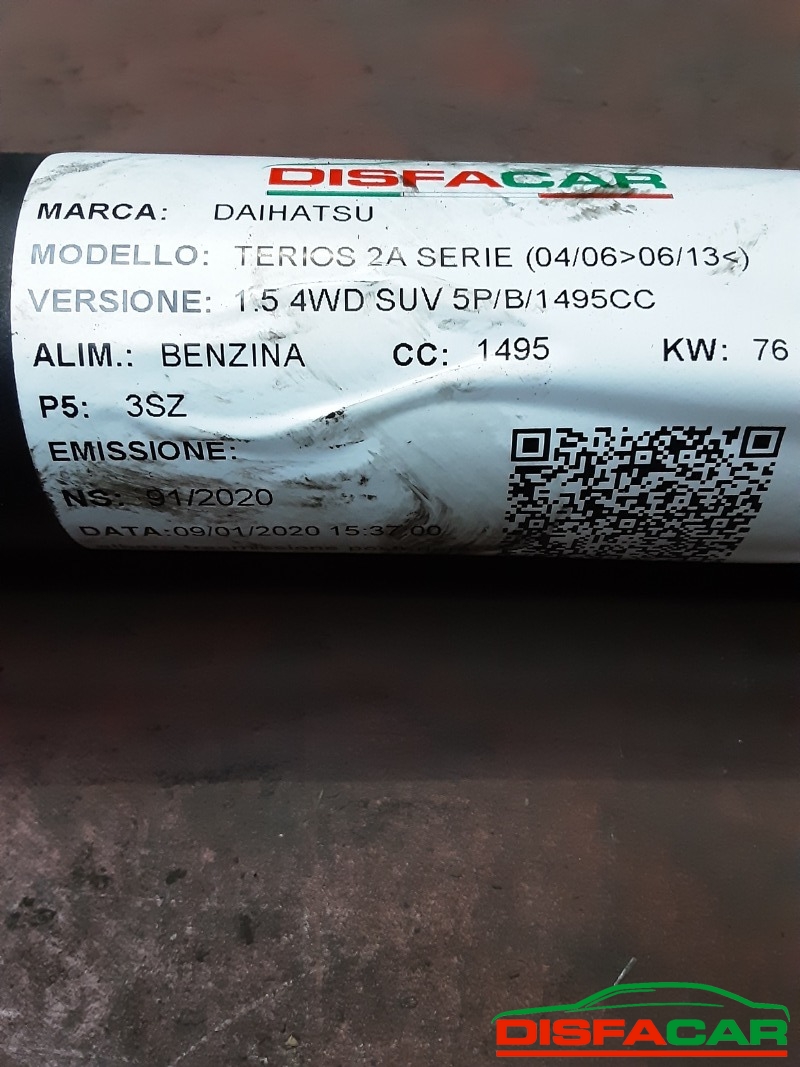 DISFACAR
MARCA: DAIHATSU
MODELLO: TERIOS 2A SERIE (04/06>06/13<)
VERSIONE: 1.5 4WD SUV 5P/B/1495CC
ALIM.: BENZINA CC: 1495 KW: 76
P5: 3SZ
EMISSIONE:
NS: 91/2020
DATA:09/01/2020 15:37:00
DISFACAR